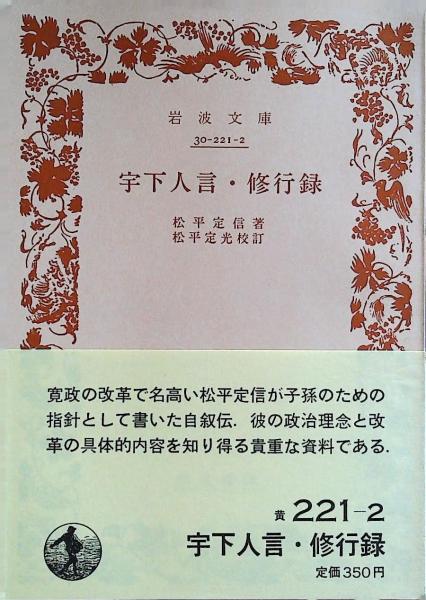 岩波文庫
30-221-2
宇下人言・修行録
松平定信著
松平定光校訂
寛政の改革で名高い松平定信が子孫のための
指針として書いた自叙伝．彼の政治理念と改
革の具体的内容を知り得る貴重な資料である．
黄 221-2
宇下人言・修行録
定価350円